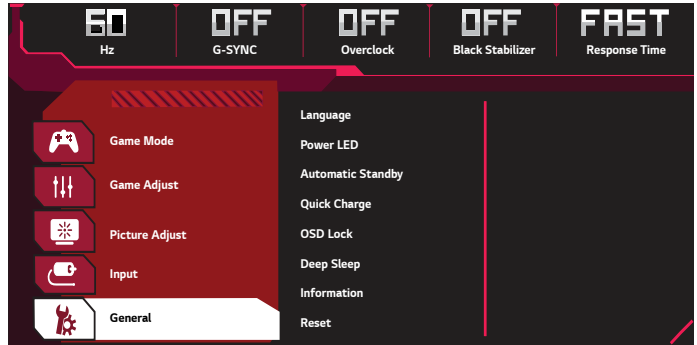 60 OFF OFF OFF FAST
Hz G-SYNC Overclock Black Stabilizer Response Time
Game Mode
Game Adjust
Picture Adjust
Input
General
Language
Power LED
Automatic Standby
Quick Charge
OSD Lock
Deep Sleep
Information
Reset